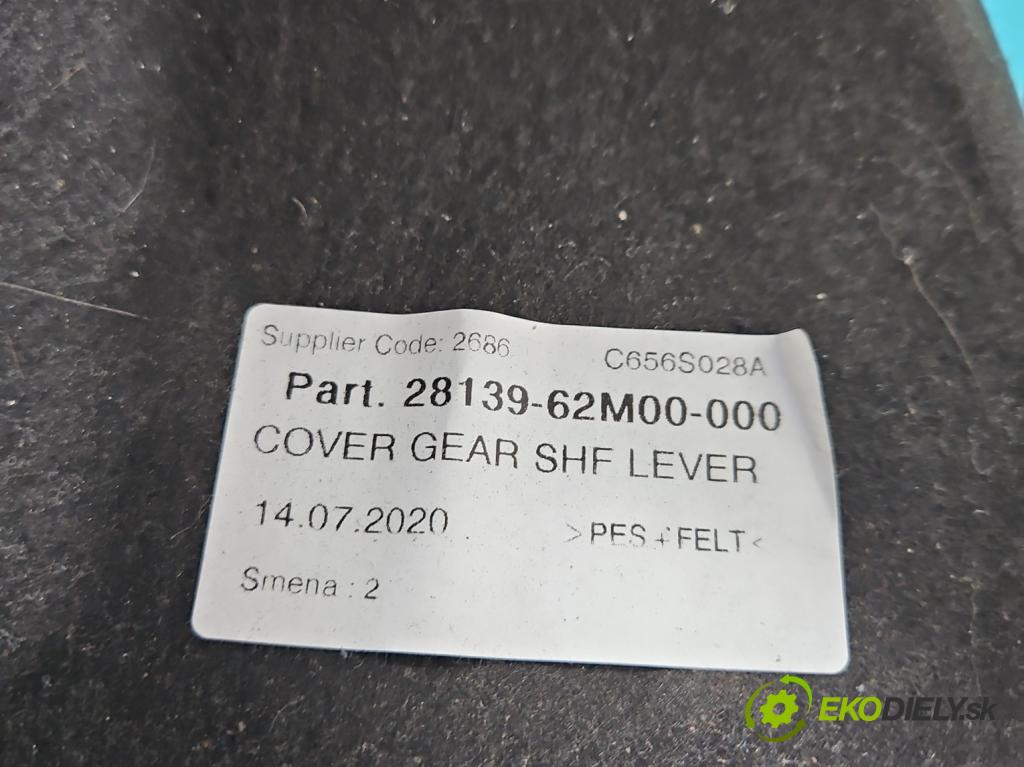 Supplier Code: 2686 C656S028A
Part. 28139-62M00-000
COVER GEAR SHF LEVER
14.07.2020 >PES+FELT<
Smena : 2
EKODIELY.sk